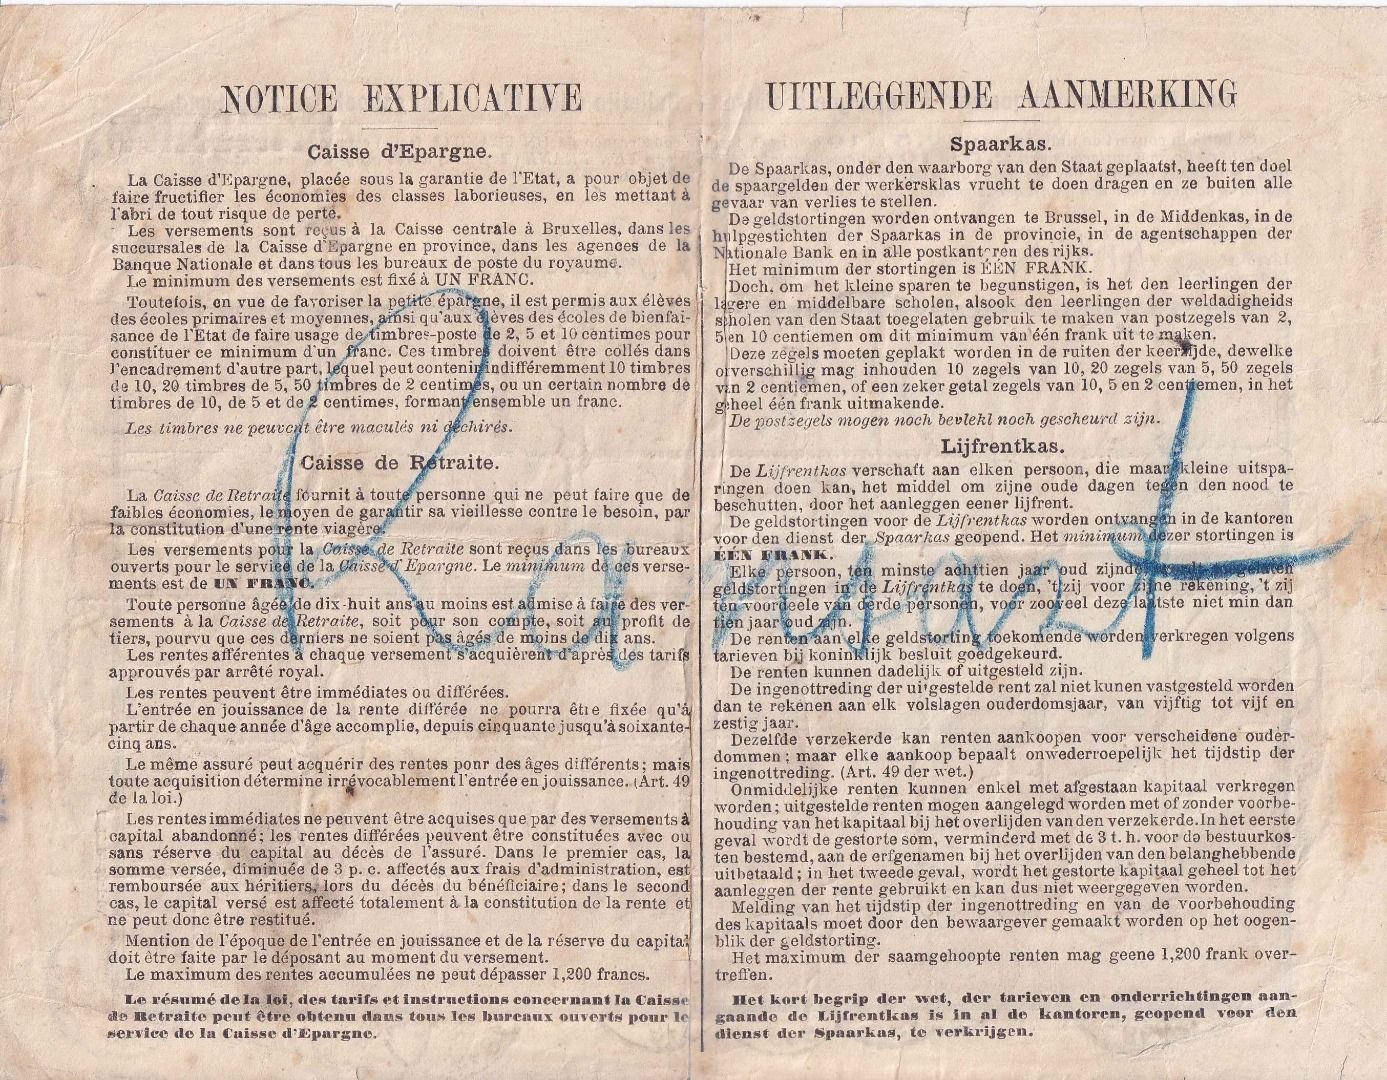 NOTICE EXPLICATIVE
Caisse d'Epargne.
La Caisse d'Epargne, placée sous la garantie de l'Etat, a pour objet de
faire fructifier les économies des classes laborieuses, en les mettant à
l'abri de tout risque de perte.
Les versements sont reçus à la Caisse centrale à Bruxelles, dans les
succursales de la Caisse d'Epargne en province, dans les agences de la
Banque Nationale et dans tous les bureaux de poste du royaume.
Le minimum des versements est fixé à UN FRANC.
Toutefois, en vue de favoriser la petite épargne, il est permis aux élèves
des écoles primaires et moyennes, ainsi qu'aux élèves des écoles de bienfai-
sance de l'Etat de faire usage de timbres-poste de 2, 5 et 10 centimes pour
constituer ce minimum d'un franc. Ces timbres doivent être collés dans
l'encadrement d'autre part, lequel peut contenir indifféremment 10 timbres
de 10, 20 timbres de 5, 50 timbres de 2 centimes, ou un certain nombre de
timbres de 10, de 5 et de 2 centimes, formant ensemble un franc.
Les timbres ne peuvent être maculés ni déchirés.
Caisse de Retraite.
La Caisse de Retraite fournit à toute personne qui ne peut faire que de
faibles économies, le moyen de garantir sa vieillesse contre le besoin, par
la constitution d'une rente viagère.
Les versements pour la Caisse de Retraite sont reçus dans les bureaux
ouverts pour le service de la Caisse d'Epargne. Le minimum de ces verse-
ments est de UN FRANC.
Toute personne âgée de dix-huit ans au moins est admise à faire des ver-
sements à la Caisse de Retraite, soit pour son compte, soit au profit de
tiers, pourvu que ces derniers ne soient pas âgés de moins de dix ans.
Les rentes afférentes à chaque versement s'acquièrent d'après des tarifs
approuvés par arrêté royal.
Les rentes peuvent être immédiates ou différées.
L'entrée en jouissance de la rente différée ne pourra être fixée qu'à
partir de chaque année d'âge accomplie, depuis cinquante jusqu'à soixante-
cinq ans.
Le même assuré peut acquérir des rentes ponr des âges différents; mais
toute acquisition détermine irrévocablement l'entrée en jouissance. (Art. 49
de la loi.)
Les rentes immédiates ne peuvent être acquises que par des versements à
capital abandonné; les rentes différées peuvent être constituées avec ou
sans réserve du capital au décès de l'assuré. Dans le premier cas, la
somme versée, diminuée de 3 p. c. affectés aux frais d'administration, est
remboursée aux héritiers, lors du décès du bénéficiaire; dans le second
cas, le capital versé est affecté totalement à la constitution de la rente et
ne peut donc être restitué.
Mention de l'époque de l'entrée en jouissance et de la réserve du capital
doit être faite par le déposant au moment du versement.
Le maximum des rentes accumulées ne peut dépasser 1,200 francs.
Le résumé de la loi, des tarifs et instructions concernant la Caisse
de Retraite peut être obtenu dans tous les bureaux ouverts pour le
service de la Caisse d'Epargne.
UITLEGGENDE AANMERKING
Spaarkas.
De Spaarkas, onder den waarborg van den Staat geplaatst, heeft ten doel
de spaargelden der werkersklas vrucht te doen dragen en ze buiten alle
gevaar van verlies te stellen.
De geldstortingen worden ontvangen te Brussel, in de Middenkas, in de
hulpgestichten der Spaarkas in de provincie, in de agentschappen der
Nationale Bank en in alle postkantoren des rijks.
Het minimum der stortingen is ÉÉN FRANK.
Doch, om het kleine sparen te begunstigen, is het den leerlingen der
lagere en middelbare scholen, alsook den leerlingen der weldadigheids
scholen van den Staat toegelaten gebruik te maken van postzegels van 2,
5 en 10 centiemen om dit minimum van één frank uit te maken.
Deze zegels moeten geplakt worden in de ruiten der keerzijde, dewelke
onverschillig mag inhouden 10 zegels van 10, 20 zegels van 5, 50 zegels
van 2 centiemen, of een zeker getal zegels van 10, 5 en 2 centiemen, in het
geheel één frank uitmakende.
De postzegels mogen noch bevlekl noch gescheurd zijn.
Lijfrentkas.
De Lijfrentkas verschaft aan elken persoon, die maar kleine uitspa-
ringen doen kan, het middel om zijne oude dagen tegen den nood te
beschutten, door het aanleggen eener lijfrent.
De geldstortingen voor de Lijfrentkas worden ontvangen in de kantoren
voor den dienst der Spaarkas geopend. Het minimum dezer stortingen is
ÉÉN FRANK.
Elke persoon, ten minste achttien jaar oud zijnde, wordt toegelaten
geldstortingen in de Lijfrentkas te doen, 't zij voor zijne rekening, 't zij
ten voordeele van derde personen, voor zooveel deze laatste niet min dan
tien jaar oud zijn.
De renten aan elke geldstorting toekomende worden verkregen volgens
tarieven bij koninklijk besluit goedgekeurd.
De renten kunnen dadelijk of uitgesteld zijn.
De ingenottreding der uitgestelde rent zal niet kunen vastgesteld worden
dan te rekenen aan elk volslagen ouderdomsjaar, van vijftig tot vijf en
zestig jaar.
Dezelfde verzekerde kan renten aankoopen voor verscheidene ouder-
dommen; maar elke aankoop bepaalt onwederroepelijk het tijdstip der
ingenottreding. (Art. 49 der wet.)
Onmiddelijke renten kunnen enkel met afgestaan kapitaal verkregen
worden; uitgestelde renten mogen aangelegd worden met of zonder voorbe-
houding van het kapitaal bij het overlijden van den verzekerde. In het eerste
geval wordt de gestorte som, verminderd met de 3 t. h. voor de bestuurkos-
ten bestemd, aan de erfgenamen bij het overlijden van den belanghebbende
uitbetaald; in het tweede geval, wordt het gestorte kapitaal geheel tot het
aanleggen der rente gebruikt en kan dus niet weergegeven worden.
Melding van het tijdstip der ingenottreding en van de voorbehouding
des kapitaals moet door den bewaargever gemaakt worden op het oogen-
blik der geldstorting.
Het maximum der saamgehoopte renten mag geene 1,200 frank over-
treffen.
Het kort begrip der wet, der tarieven en onderrichtingen aan-
gaande de Lijfrentkas is in al de kantoren, geopend voor den
dienst der Spaarkas, te verkrijgen.